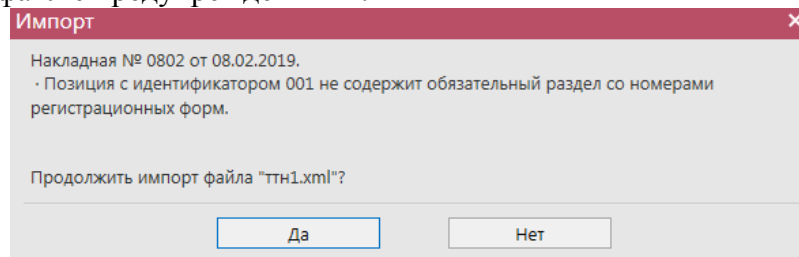 Импорт
Накладная № 0802 от 08.02.2019.
· Позиция с идентификатором 001 не содержит обязательный раздел со номерами
регистрационных форм.
Продолжить импорт файла "ттн1.xml"?
Да
Нет